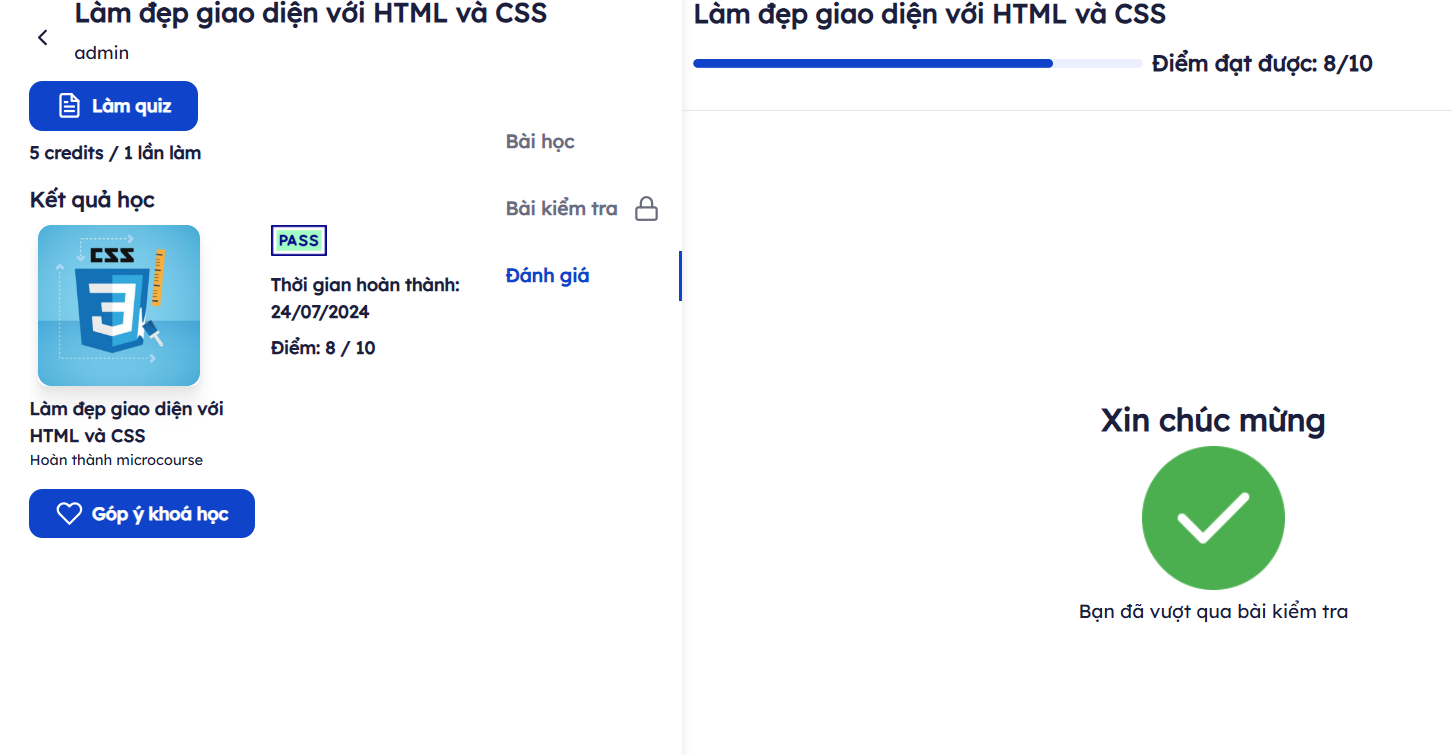 Làm đẹp giao diện với HTML và CSS
admin
Làm quiz
5 credits / 1 lần làm
Kết quả học
CSS
3
PASS
Thời gian hoàn thành:
24/07/2024
Điểm: 8 / 10
Làm đẹp giao diện với
HTML và CSS
Hoàn thành microcourse
Góp ý khoá học
Bài học
Bài kiểm tra
Đánh giá
Làm đẹp giao diện với HTML và CSS
Điểm đạt được: 8/10
Xin chúc mừng
Bạn đã vượt qua bài kiểm tra